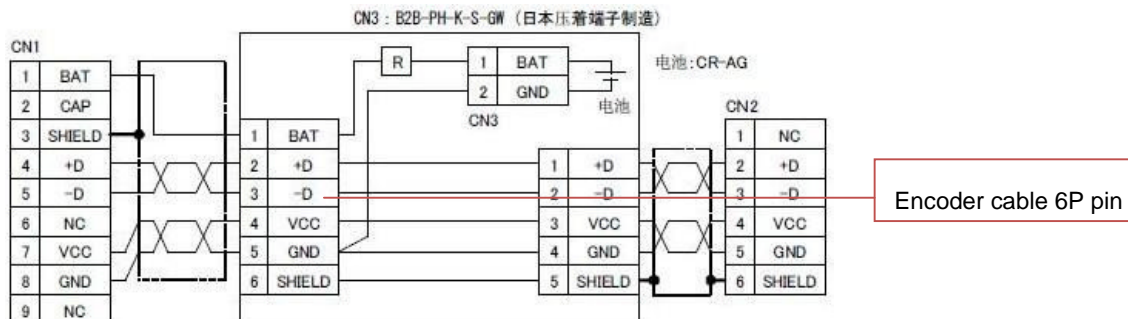 CN3 : B2B-PH-K-S-GW (日本压着端子制造)
CN1
1 BAT
2 CAP
3 SHIELD
4 +D
5 -D
6 NC
7 VCC
8 GND
9 NC
R
1 BAT
2 GND
CN3
电池
电池:CR-AG
1 BAT
2 +D
3 -D
4 VCC
5 GND
6 SHIELD
1 +D
2 -D
3 VCC
4 GND
5 SHIELD
CN2
1 NC
2 +D
3 -D
4 VCC
5 GND
6 SHIELD
Encoder cable 6P pin